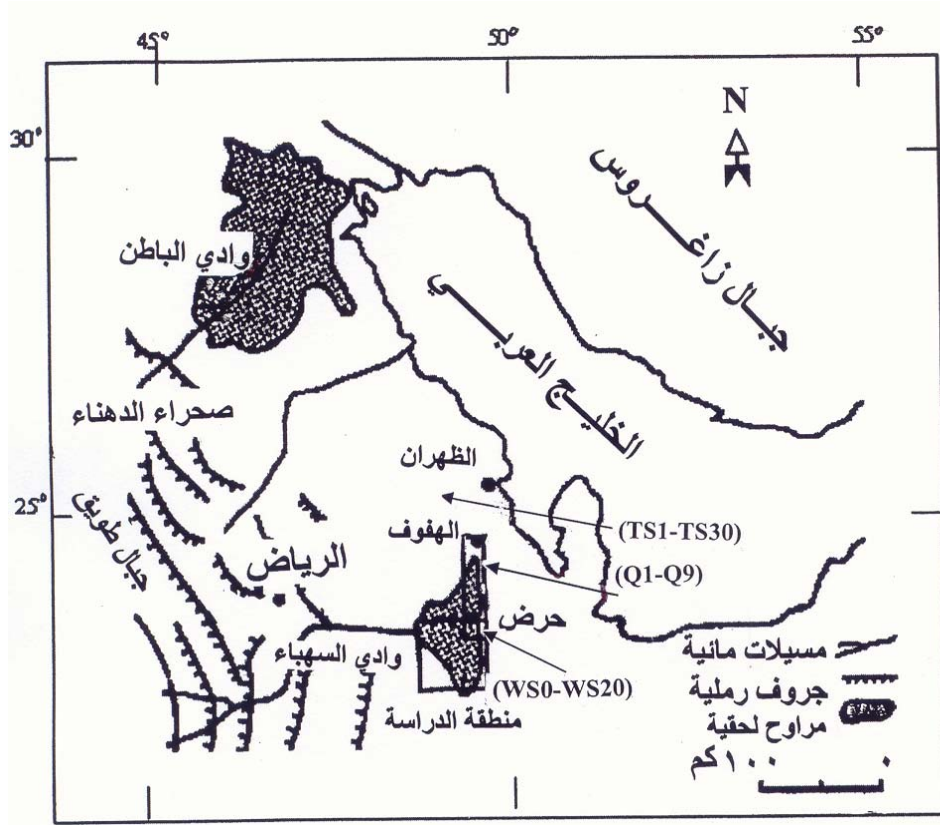 45°
50°
55°
N
30°
جبال زاغروس
وادي الباطن
الخليج العربي
صحراء الدهناء
الظهران
25°
(TS1-TS30)
الهفوف
جبال طويق
الرياض
(Q1-Q9)
حرض
وادي السهباء
مسيلات مائية
(WS0-WS20)
جروف رملية
منطقة الدراسة
مراوح لحقية
١٠٠ كم
٠